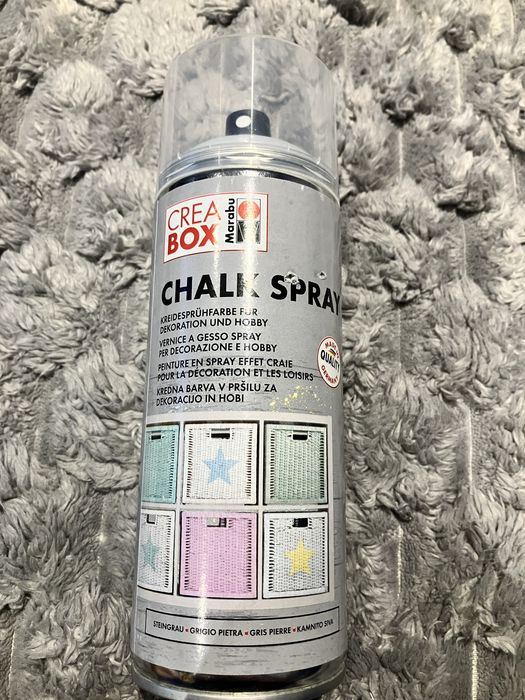 CREA
BOX
Marabu
CHALK SPRAY
KREIDESPRÜHFARBE FÜR
DEKORATION UND HOBBY
VERNICE A GESSO SPRAY
PER DECORAZIONE E HOBBY
PEINTURE EN SPRAY EFFET CRAIE
POUR LA DÉCORATION ET LES LOISIRS
KREDNA BARVA V PRŠILU ZA
DEKORACIJO IN HOBI
QUALITY
STEINGRAU • GRIGIO PIETRA • GRIS PIERRE • KAMNITO SIVA